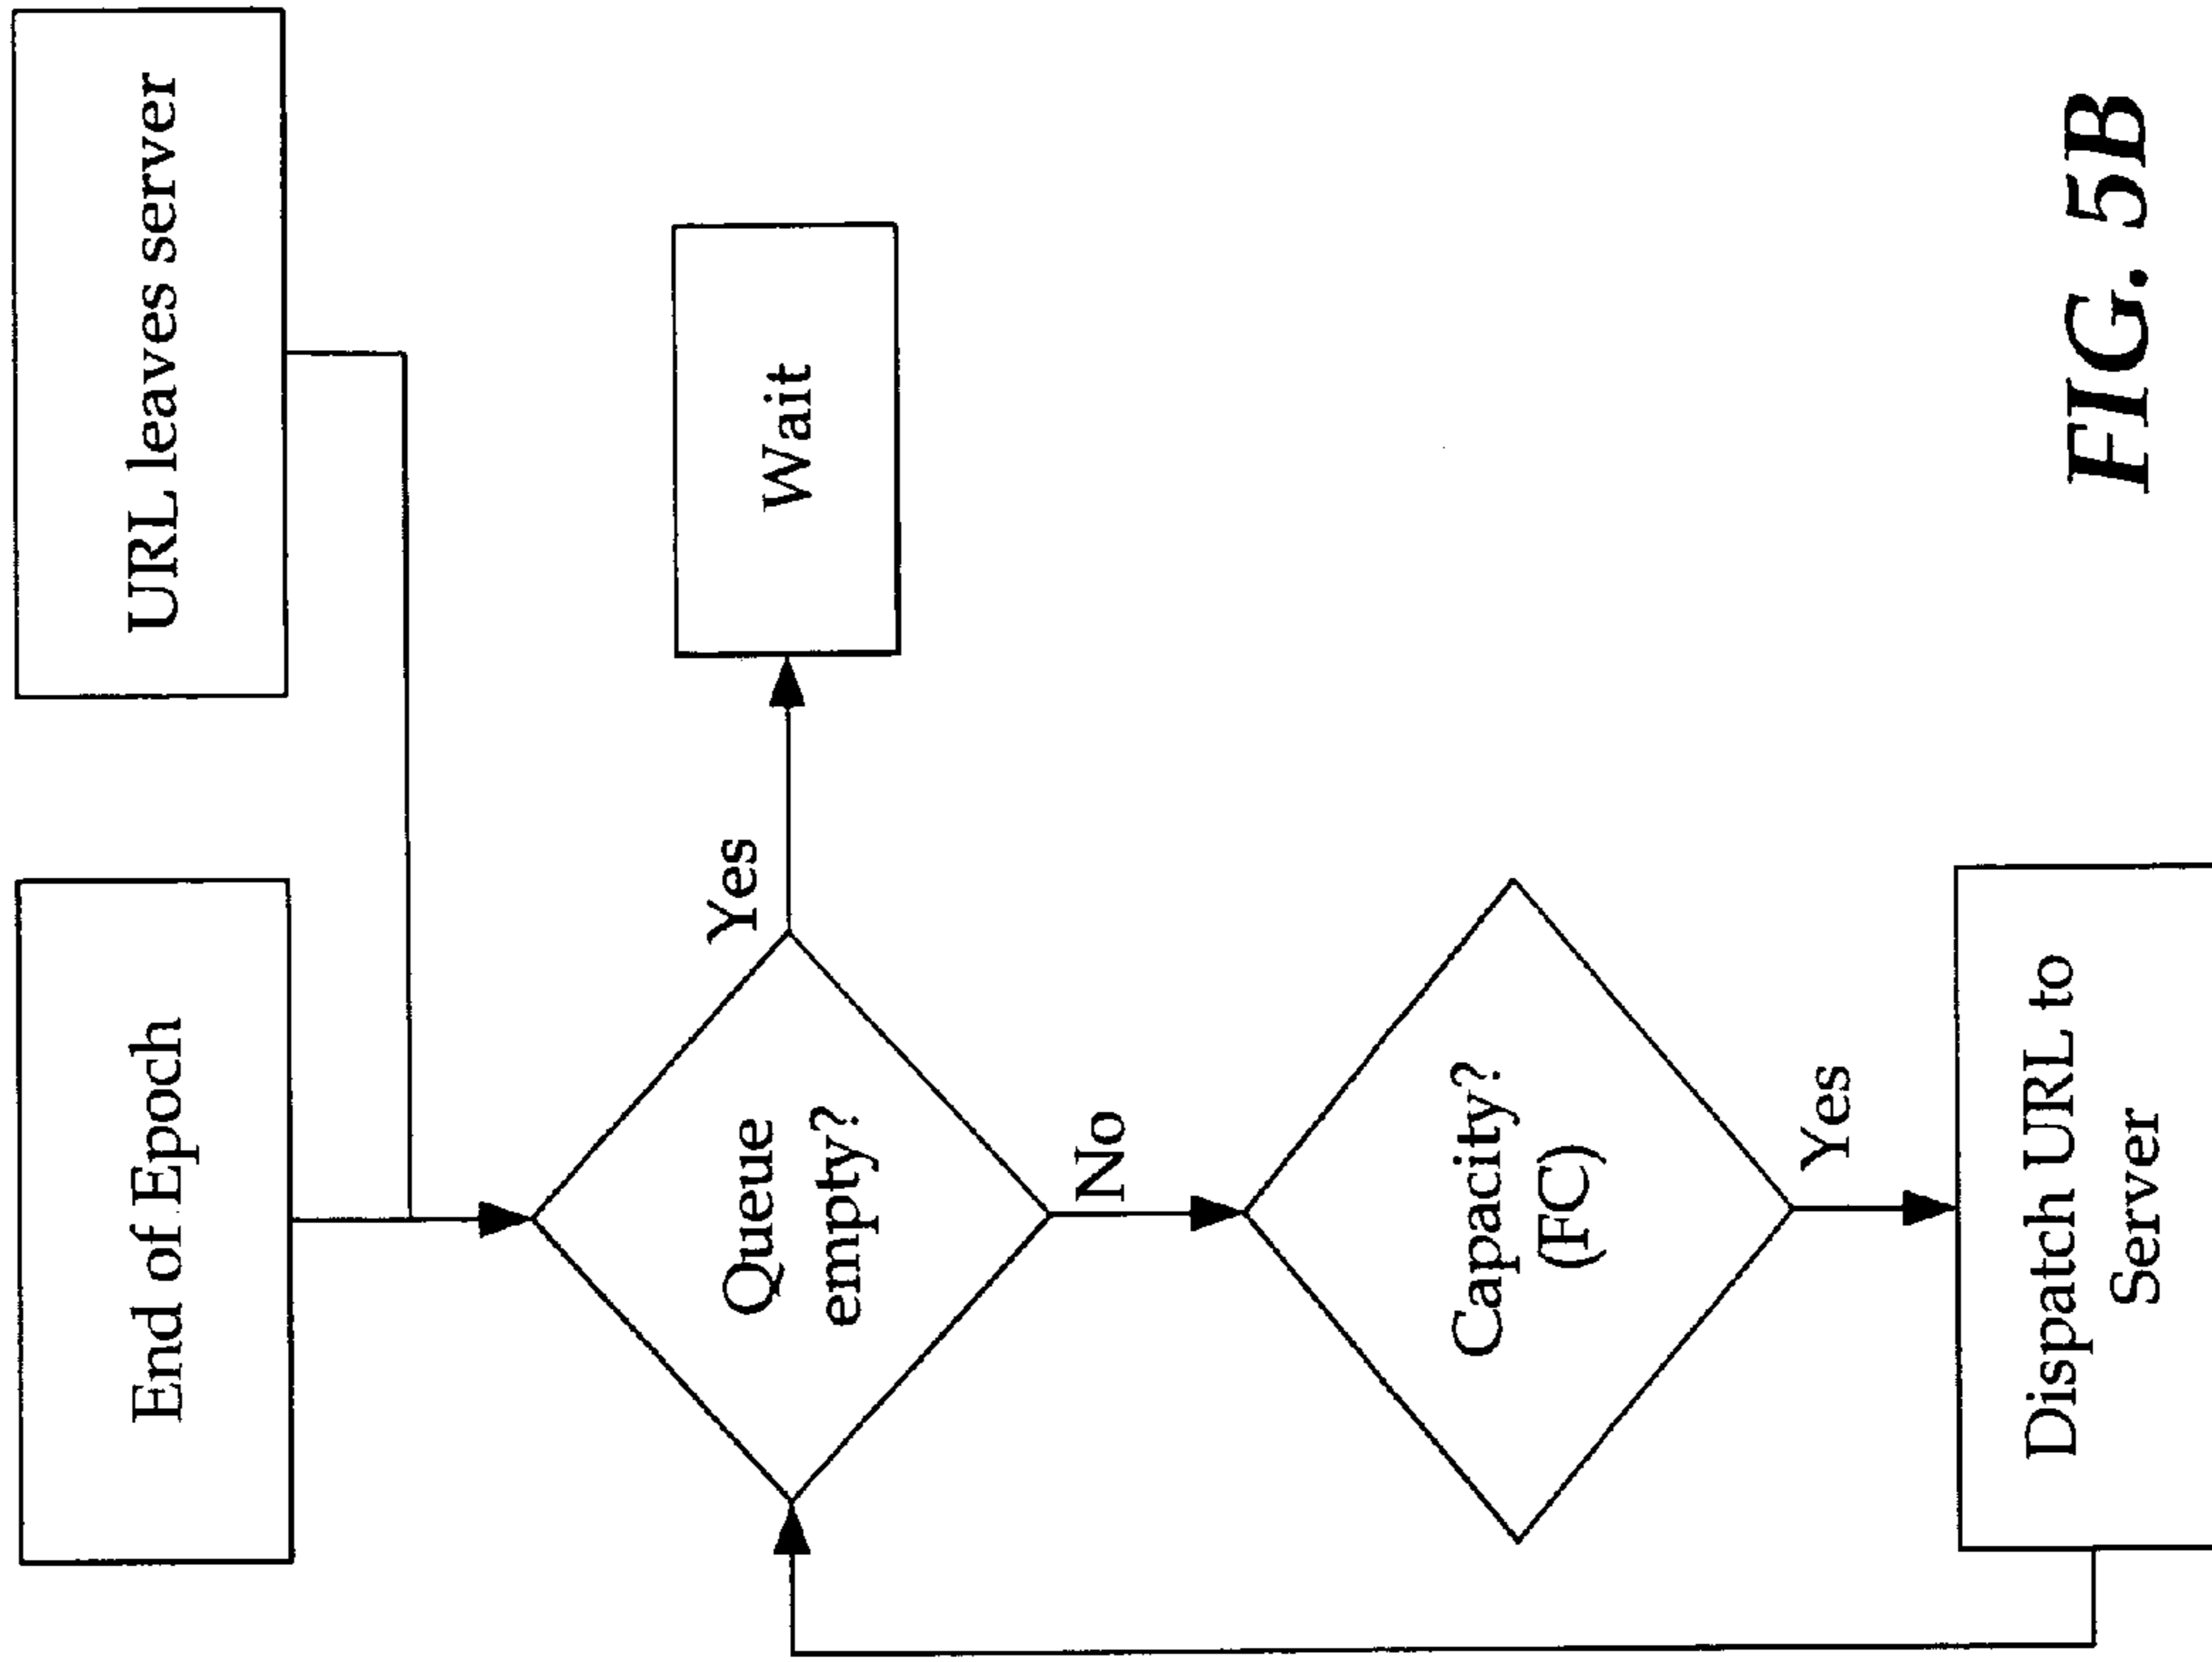 End of Epoch
URL leaves server
Queue
empty?
Yes
Wait
No
Capacity?
(FC)
Yes
Dispatch URL to
Server
FIG. 5B